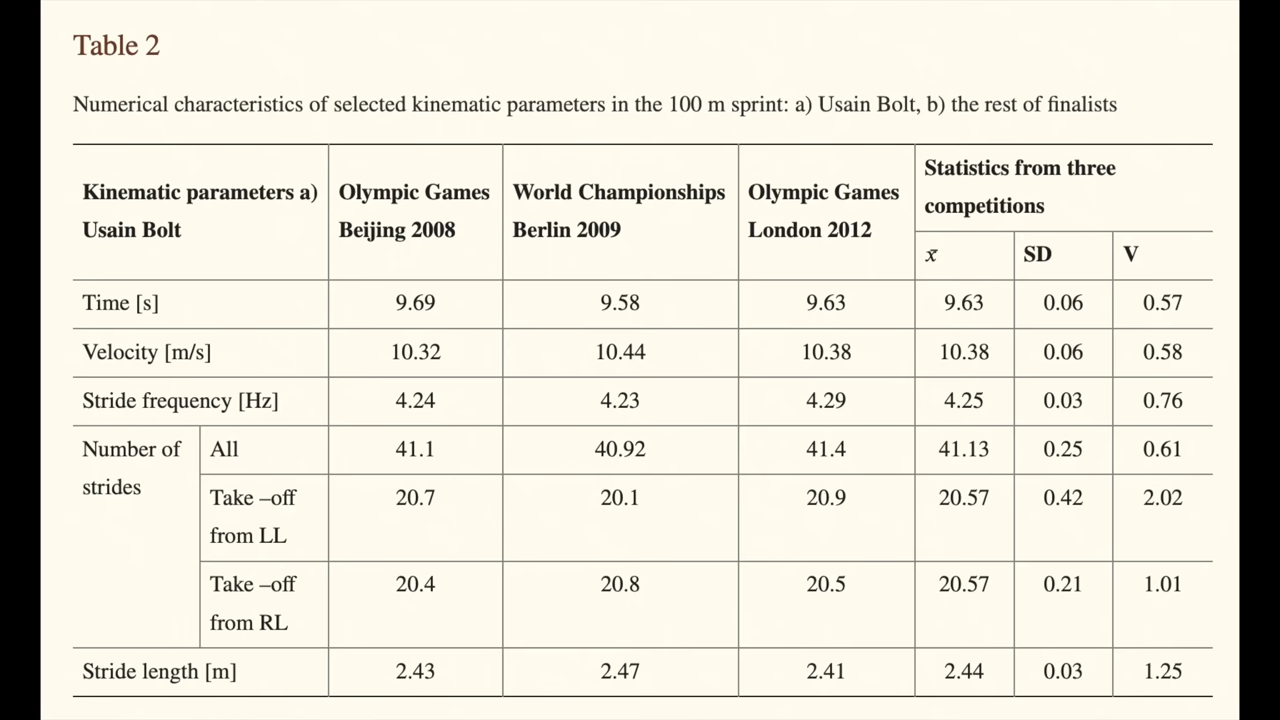 Table 2
Numerical characteristics of selected kinematic parameters in the 100 m sprint: a) Usain Bolt, b) the rest of finalists
Kinematic parameters a) Usain Bolt | Olympic Games Beijing 2008 | World Championships Berlin 2009 | Olympic Games London 2012 | Statistics from three competitions
x̄ SD V
Time [s] 9.69 9.58 9.63 9.63 0.06 0.57
Velocity [m/s] 10.32 10.44 10.38 10.38 0.06 0.58
Stride frequency [Hz] 4.24 4.23 4.29 4.25 0.03 0.76
Number of strides All 41.1 40.92 41.4 41.13 0.25 0.61
Take –off from LL 20.7 20.1 20.9 20.57 0.42 2.02
Take –off from RL 20.4 20.8 20.5 20.57 0.21 1.01
Stride length [m] 2.43 2.47 2.41 2.44 0.03 1.25